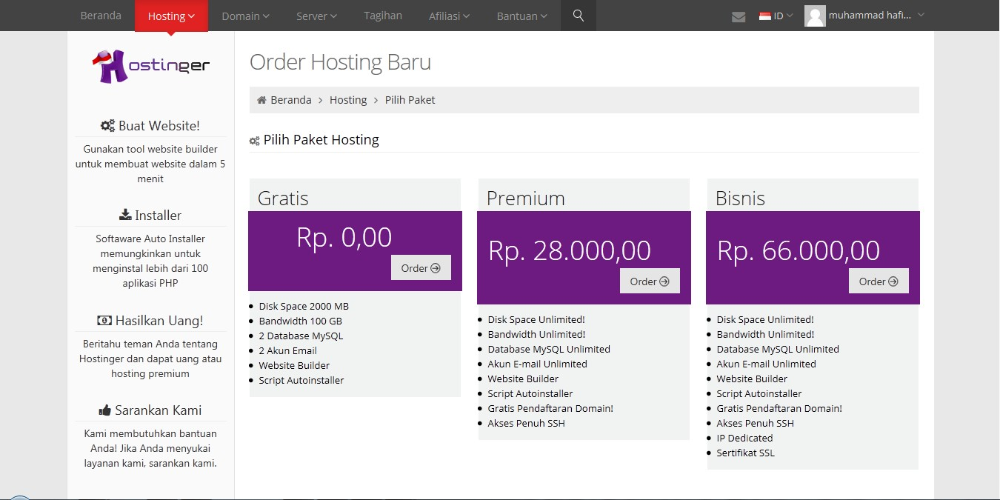 Beranda
Hosting
Domain
Server
Tagihan
Afiliasi
Bantuan
ID
muhammad hafi...
Hostinger
Buat Website!
Gunakan tool website builder
untuk membuat website dalam 5
menit
Installer
Softaware Auto Installer
memungkinkan untuk
menginstal lebih dari 100
aplikasi PHP
Hasilkan Uang!
Beritahu teman Anda tentang
Hostinger dan dapat uang atau
hosting premium
Sarankan Kami
Kami membutuhkan bantuan
Anda! Jika Anda menyukai
layanan kami, sarankan kami.
Order Hosting Baru
Beranda > Hosting > Pilih Paket
Pilih Paket Hosting
Gratis
Rp. 0,00
Order
Disk Space 2000 MB
Bandwidth 100 GB
2 Database MySQL
2 Akun Email
Website Builder
Script Autoinstaller
Premium
Rp. 28.000,00
Order
Disk Space Unlimited!
Bandwidth Unlimited!
Database MySQL Unlimited
Akun E-mail Unlimited
Website Builder
Script Autoinstaller
Gratis Pendaftaran Domain!
Akses Penuh SSH
Bisnis
Rp. 66.000,00
Order
Disk Space Unlimited!
Bandwidth Unlimited!
Database MySQL Unlimited
Akun E-mail Unlimited
Website Builder
Script Autoinstaller
Gratis Pendaftaran Domain!
Akses Penuh SSH
IP Dedicated
Sertifikat SSL